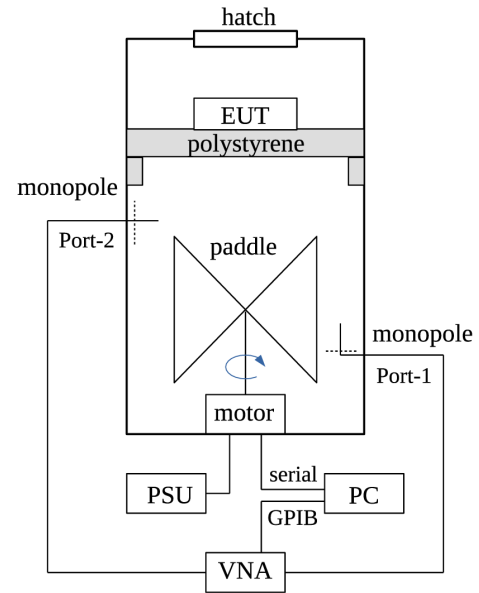 hatch
EUT
polystyrene
monopole
Port-2
paddle
monopole
Port-1
motor
serial
PSU
PC
GPIB
VNA